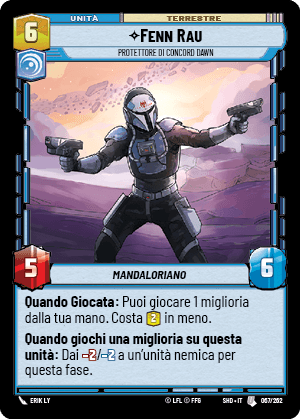 6
UNITÀ
TERRESTRE
FENN RAU
PROTETTORE DI CONCORD DAWN
5
MANDALORIANO
6
Quando Giocata: Puoi giocare 1 miglioria
dalla tua mano. Costa 2 in meno.
Quando giochi una miglioria su questa
unità: Dai -2/-2 a un'unità nemica per
questa fase.
ERIK LY
© LFL © FFG
SHD • IT
067/262